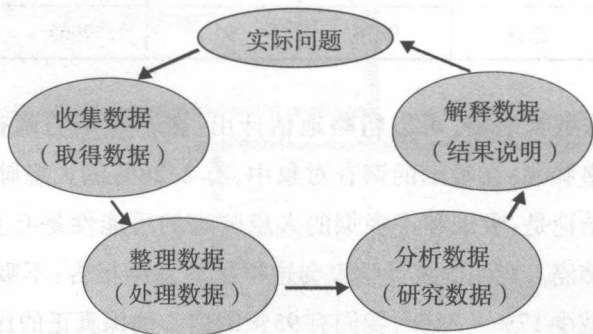 实际问题
收集数据
（取得数据）
解释数据
（结果说明）
整理数据
（处理数据）
分析数据
（研究数据）